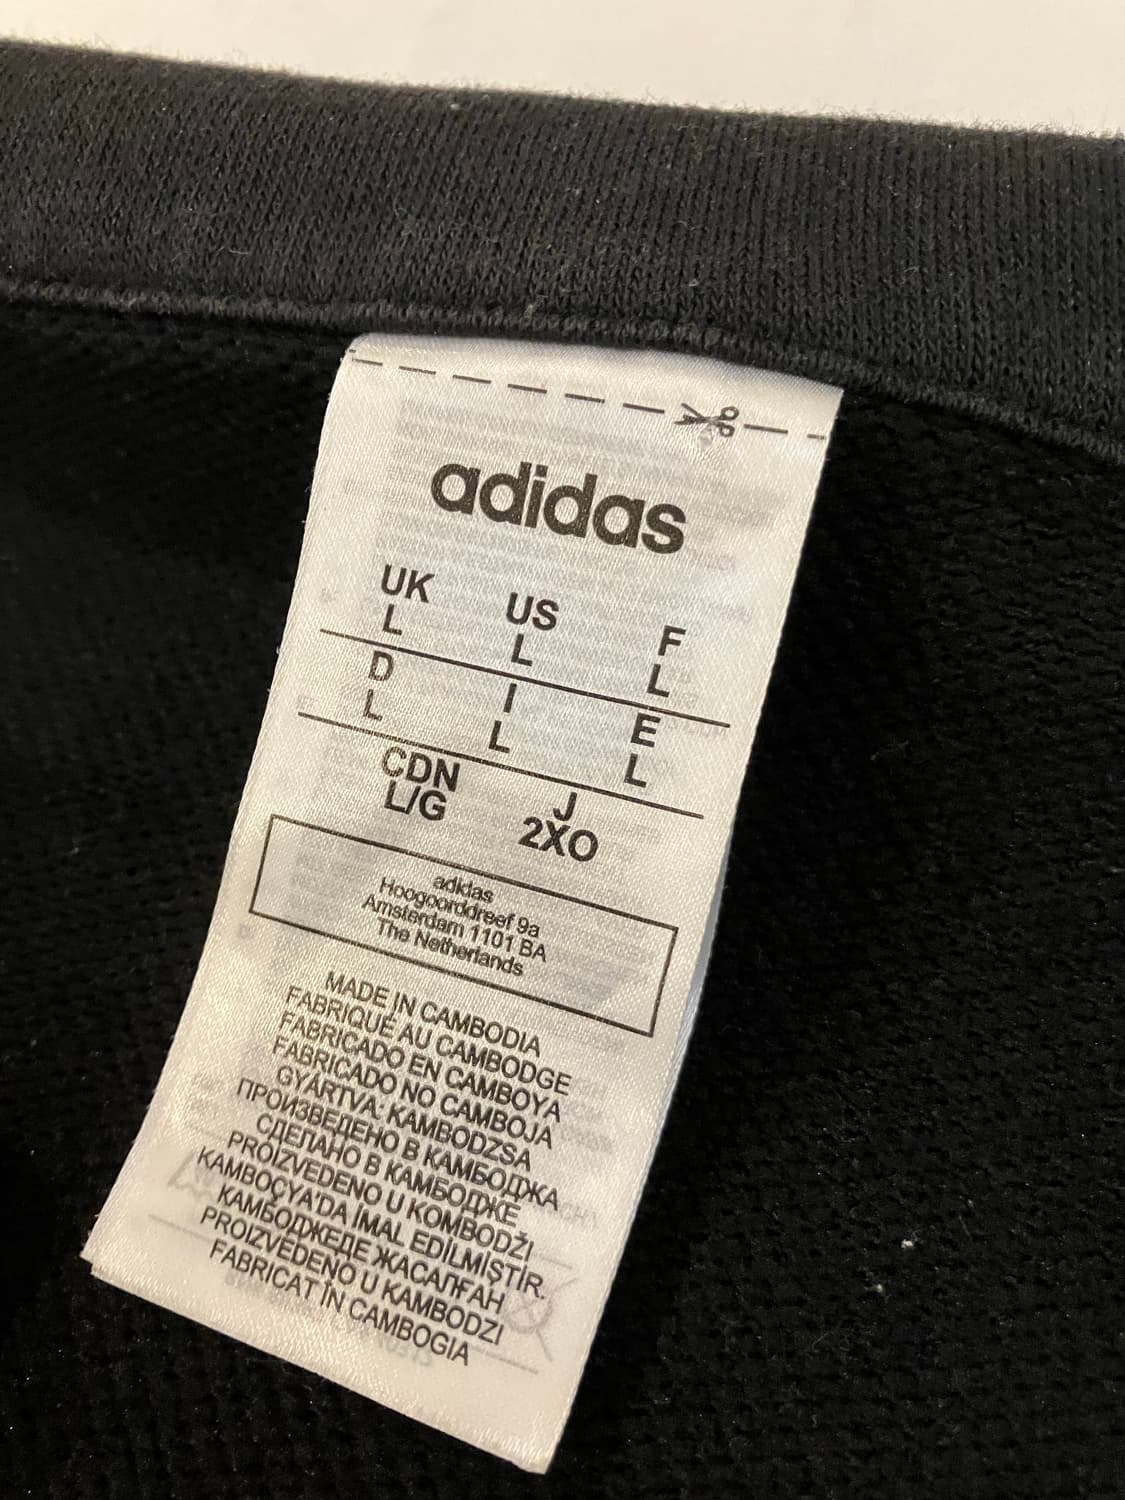 adidas
UK US F
L L L
D I E
L L L
CDN J
L/G 2XO
adidas
Hoogoorddreef 9a
Amsterdam 1101 BA
The Netherlands
MADE IN CAMBODIA
FABRIQUÉ AU CAMBODGE
FABRICADO EN CAMBOYA
FABRICADO NO CAMBOJA
GYÁRTVA: KAMBODZSA
ПРОИЗВЕДЕНО В КАМБОДЖА
СДЕЛАНО В КАМБОДЖЕ
PROIZVEDENO U KOMBODŽI
KAMBOÇYA'DA İMAL EDİLMİŞTİR.
КАМБОДЖЕДЕ ЖАСАЛҒАН
PROIZVEDENO U KAMBODZI
FABRICAT ÎN CAMBOGIA